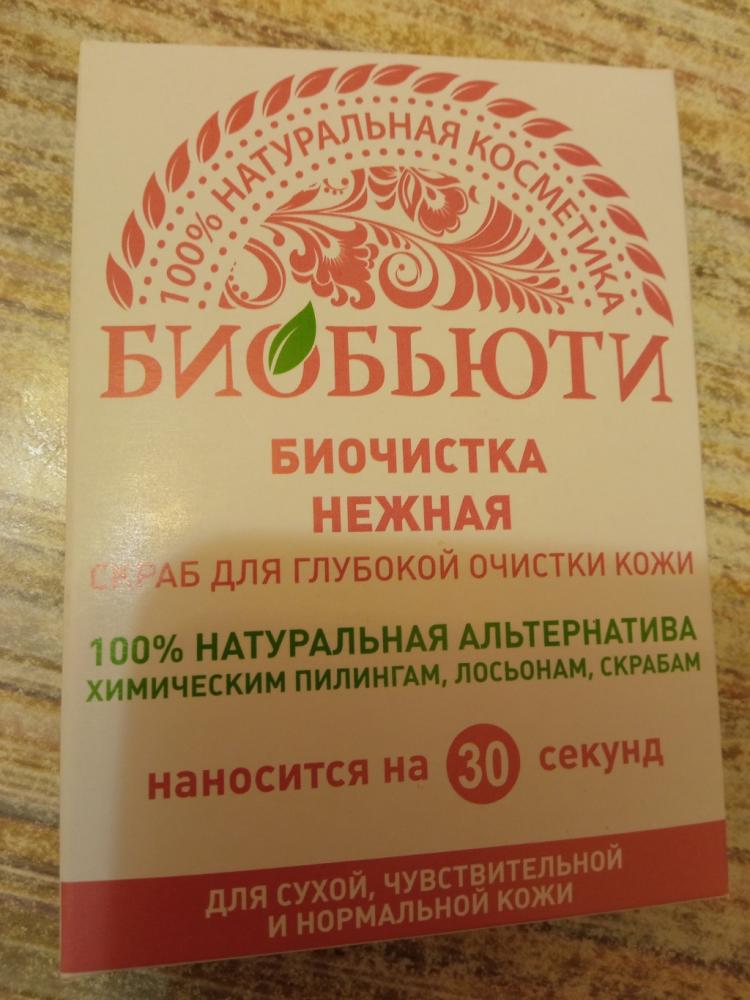 100% НАТУРАЛЬНАЯ КОСМЕТИКА
БИОБЬЮТИ
БИОЧИСТКА
НЕЖНАЯ
СКРАБ ДЛЯ ГЛУБОКОЙ ОЧИСТКИ КОЖИ
100% НАТУРАЛЬНАЯ АЛЬТЕРНАТИВА
ХИМИЧЕСКИМ ПИЛИНГАМ, ЛОСЬОНАМ, СКРАБАМ
наносится на 30 секунд
ДЛЯ СУХОЙ, ЧУВСТВИТЕЛЬНОЙ
И НОРМАЛЬНОЙ КОЖИ